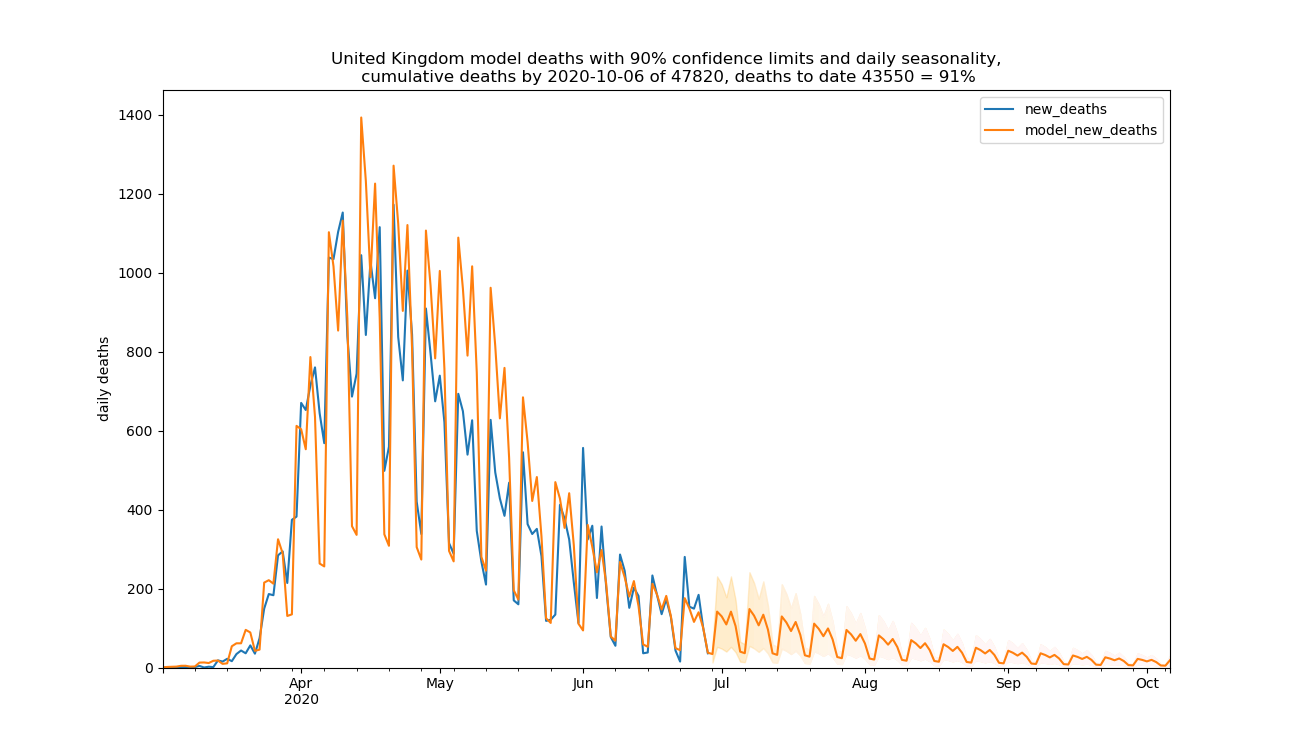 United Kingdom model deaths with 90% confidence limits and daily seasonality,
cumulative deaths by 2020-10-06 of 47820, deaths to date 43550 = 91%
new_deaths
model_new_deaths
daily deaths
1400
1200
1000
800
600
400
200
0
Apr
2020
May
Jun
Jul
Aug
Sep
Oct